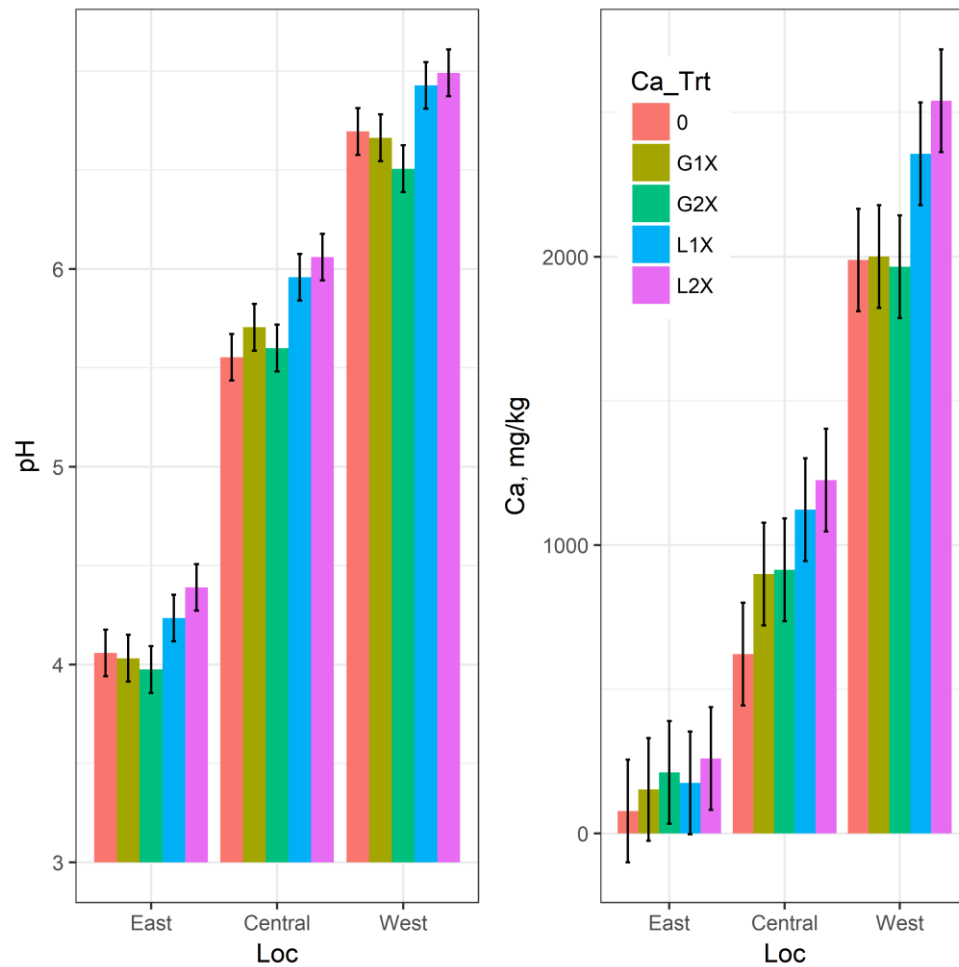 pH
6
5
4
3
East Central West
Loc
Ca, mg/kg
2000
1000
0
Ca_Trt
0
G1X
G2X
L1X
L2X
East Central West
Loc